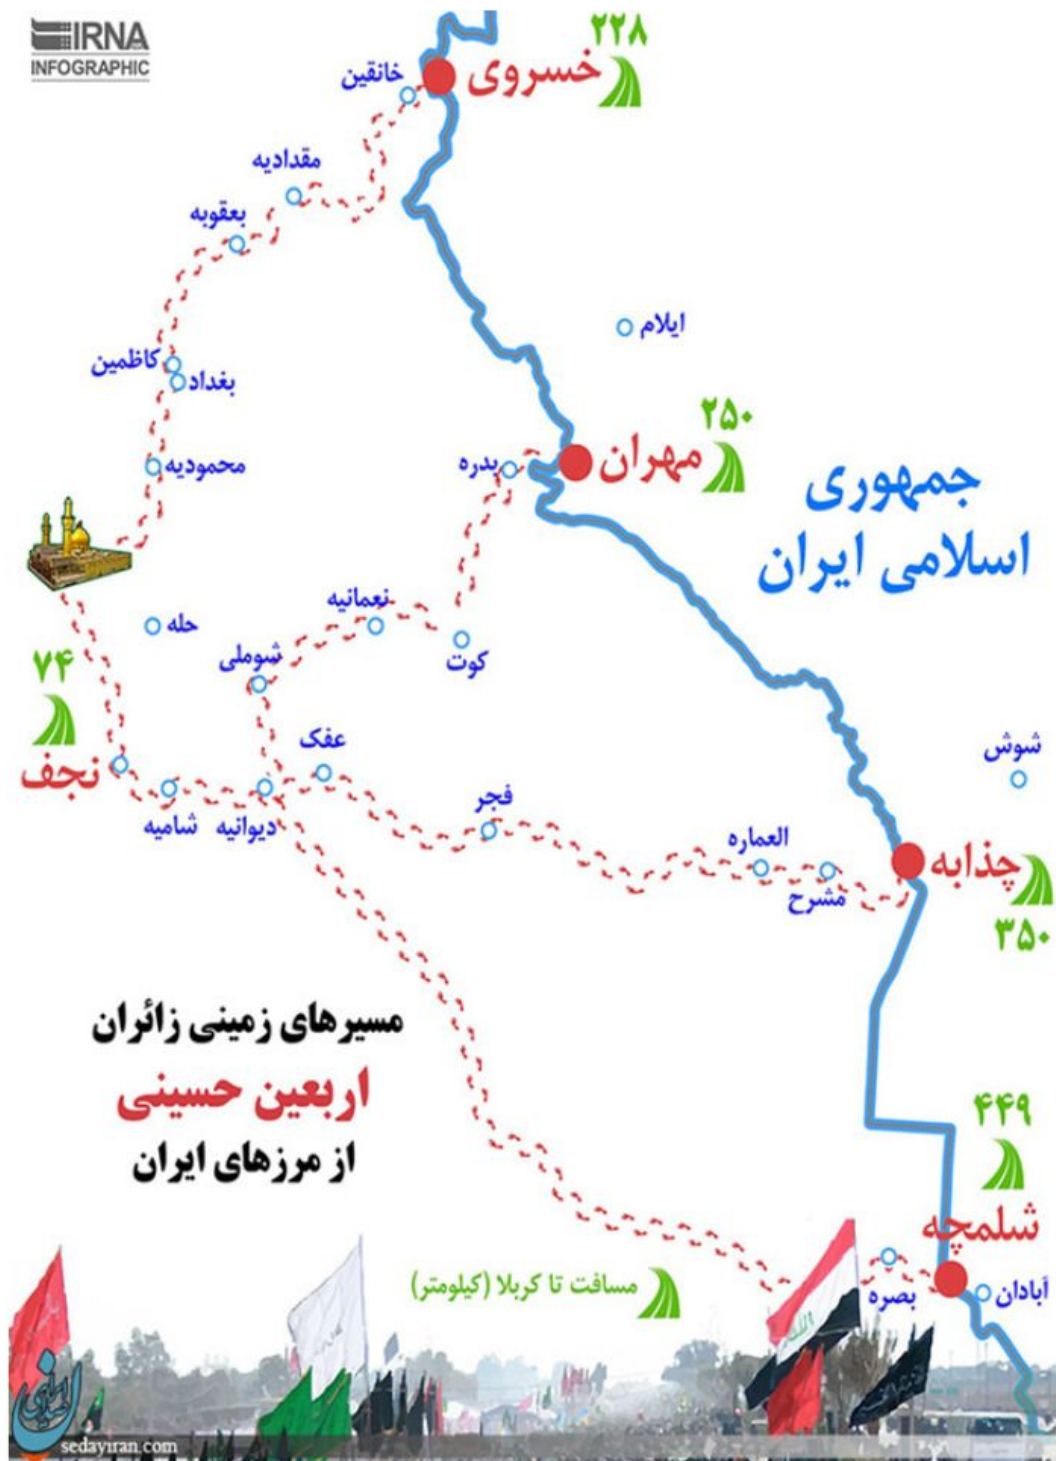 IRNA
INFOGRAPHIC
۲۲۸
خسروی
خانقین
مقدادیه
بعقوبه
ایلام
کاظمین
بغداد
۲۵۰
مهران
بدره
محمودیه
جمهوری
اسلامی ایران
نعمانیه
حله
کوت
شوملی
۷۴
نجف
شوش
عفک
فجر
شامیه
دیوانیه
العماره
مشرح
چذابه
۳۵۰
مسیرهای زمینی زائران
اربعین حسینی
از مرزهای ایران
۴۴۹
شلمچه
مسافت تا کربلا (کیلومتر)
بصره
آبادان
الله
sedayiran.com